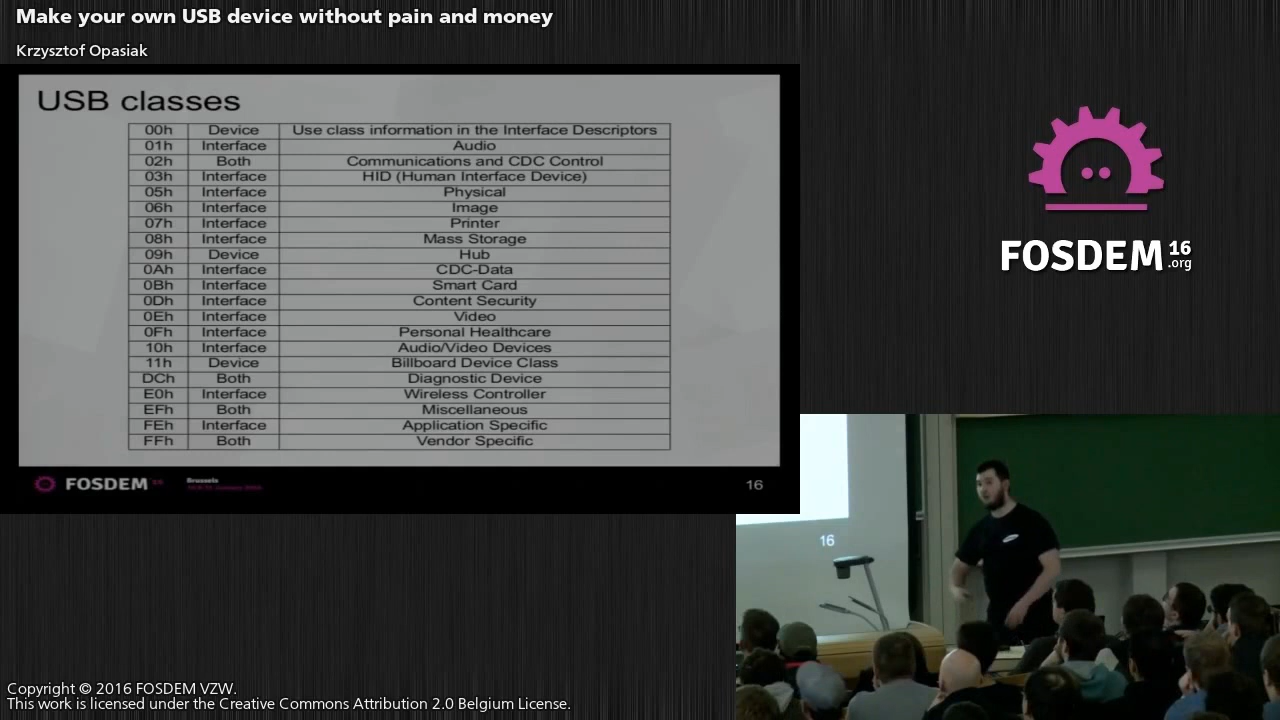 Make your own USB device without pain and money
Krzysztof Opasiak
USB classes
00h Device Use class information in the Interface Descriptors
01h Interface Audio
02h Both Communications and CDC Control
03h Interface HID (Human Interface Device)
05h Interface Physical
06h Interface Image
07h Interface Printer
08h Interface Mass Storage
09h Device Hub
0Ah Interface CDC-Data
0Bh Interface Smart Card
0Dh Interface Content Security
0Eh Interface Video
0Fh Interface Personal Healthcare
10h Interface Audio/Video Devices
11h Device Billboard Device Class
DCh Both Diagnostic Device
E0h Interface Wireless Controller
EFh Both Miscellaneous
FEh Interface Application Specific
FFh Both Vendor Specific
FOSDEM
Brussels
16
FOSDEM 16
.org
16
Copyright © 2016 FOSDEM VZW.
This work is licensed under the Creative Commons Attribution 2.0 Belgium License.